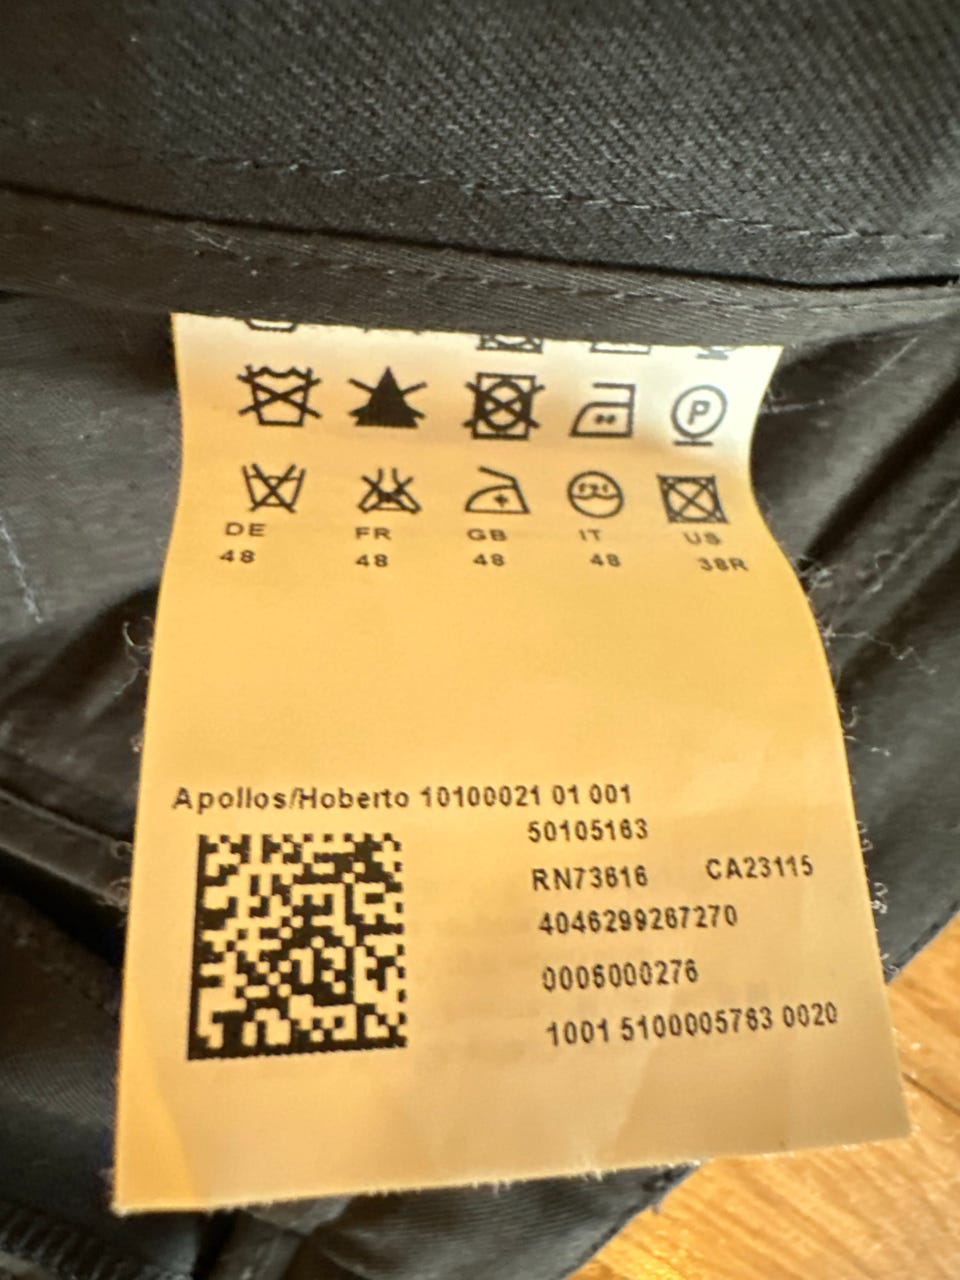 P
DE FR GB IT US
48 48 48 48 38R
Apollos/Hoberto 10100021 01 001
50105163
RN73616 CA23115
4046299267270
0006000276
1001 5100005763 0020